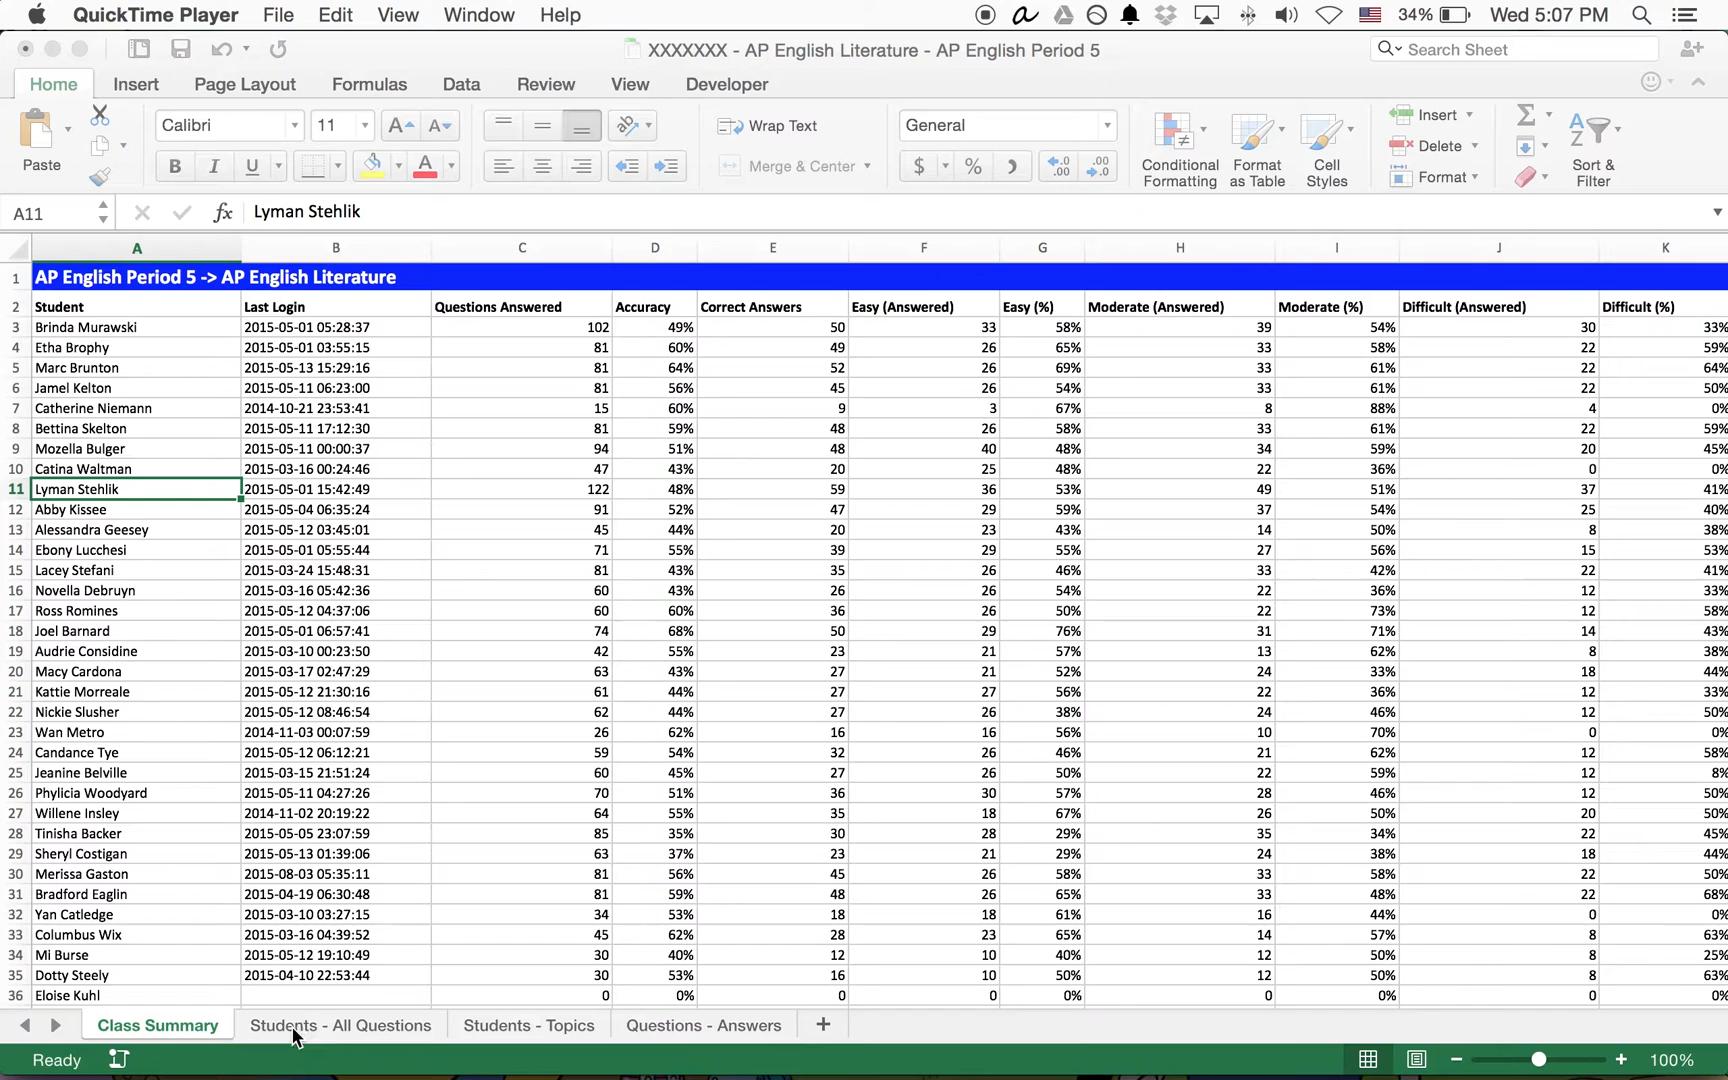 QuickTime Player File Edit View Window Help 34% Wed 5:07 PM
XXXXXXX - AP English Literature - AP English Period 5 Search Sheet
Home Insert Page Layout Formulas Data Review View Developer
Paste Calibri 11 A A Wrap Text General Conditional Formatting Format as Table Cell Styles Insert Delete Format Sort & Filter
B I U A Merge & Center $ % .0 .00 .00 .0
A11 fx Lyman Stehlik
A B C D E F G H I J K
1 AP English Period 5 -> AP English Literature
2 Student Last Login Questions Answered Accuracy Correct Answers Easy (Answered) Easy (%) Moderate (Answered) Moderate (%) Difficult (Answered) Difficult (%)
3 Brinda Murawski 2015-05-01 05:28:37 102 49% 50 33 58% 39 54% 30 33%
4 Etha Brophy 2015-05-01 03:55:15 81 60% 49 26 65% 33 58% 22 59%
5 Marc Brunton 2015-05-13 15:29:16 81 64% 52 26 69% 33 61% 22 64%
6 Jamel Kelton 2015-05-11 06:23:00 81 56% 45 26 54% 33 61% 22 50%
7 Catherine Niemann 2014-10-21 23:53:41 15 60% 9 3 67% 8 88% 4 0%
8 Bettina Skelton 2015-05-11 17:12:30 81 59% 48 26 58% 33 61% 22 59%
9 Mozella Bulger 2015-05-11 00:00:37 94 51% 48 40 48% 34 59% 20 45%
10 Catina Waltman 2015-03-16 00:24:46 47 43% 20 25 48% 22 36% 0 0%
11 Lyman Stehlik 2015-05-01 15:42:49 122 48% 59 36 53% 49 51% 37 41%
12 Abby Kissee 2015-05-04 06:35:24 91 52% 47 29 59% 37 54% 25 40%
13 Alessandra Geesey 2015-05-12 03:45:01 45 44% 20 23 43% 14 50% 8 38%
14 Ebony Lucchesi 2015-05-01 05:55:44 71 55% 39 29 55% 27 56% 15 53%
15 Lacey Stefani 2015-03-24 15:48:31 81 43% 35 26 46% 33 42% 22 41%
16 Novella Debruyn 2015-03-16 05:42:36 60 43% 26 26 54% 22 36% 12 33%
17 Ross Romines 2015-05-12 04:37:06 60 60% 36 26 50% 22 73% 12 58%
18 Joel Barnard 2015-05-01 06:57:41 74 68% 50 29 76% 31 71% 14 43%
19 Audrie Considine 2015-03-10 00:23:50 42 55% 23 21 57% 13 62% 8 38%
20 Macy Cardona 2015-03-17 02:47:29 63 43% 27 21 52% 24 33% 18 44%
21 Kattie Morreale 2015-05-12 21:30:16 61 44% 27 27 56% 22 36% 12 33%
22 Nickie Slusher 2015-05-12 08:46:54 62 44% 27 26 38% 24 46% 12 50%
23 Wan Metro 2014-11-03 00:07:59 26 62% 16 16 56% 10 70% 0 0%
24 Candance Tye 2015-05-12 06:12:21 59 54% 32 26 46% 21 62% 12 58%
25 Jeanine Belville 2015-03-15 21:51:24 60 45% 27 26 50% 22 59% 12 8%
26 Phylicia Woodyard 2015-05-11 04:27:26 70 51% 36 30 57% 28 46% 12 50%
27 Willene Insley 2014-11-02 20:19:22 64 55% 35 18 67% 26 50% 20 50%
28 Tinisha Backer 2015-05-05 23:07:59 85 35% 30 28 29% 35 34% 22 45%
29 Sheryl Costigan 2015-05-13 01:39:06 63 37% 23 21 29% 24 38% 18 44%
30 Merissa Gaston 2015-08-03 05:35:11 81 56% 45 26 58% 33 58% 22 50%
31 Bradford Eaglin 2015-04-19 06:30:48 81 59% 48 26 65% 33 48% 22 68%
32 Yan Catledge 2015-03-10 03:27:15 34 53% 18 18 61% 16 44% 0 0%
33 Columbus Wix 2015-03-16 04:39:52 45 62% 28 23 65% 14 57% 8 63%
34 Mi Burse 2015-05-12 19:10:49 30 40% 12 10 40% 12 50% 8 25%
35 Dotty Steely 2015-04-10 22:53:44 30 53% 16 10 50% 12 50% 8 63%
36 Eloise Kuhl 0 0% 0 0 0% 0 0% 0 0%
Class Summary Students - All Questions Students - Topics Questions - Answers +
Ready 100%